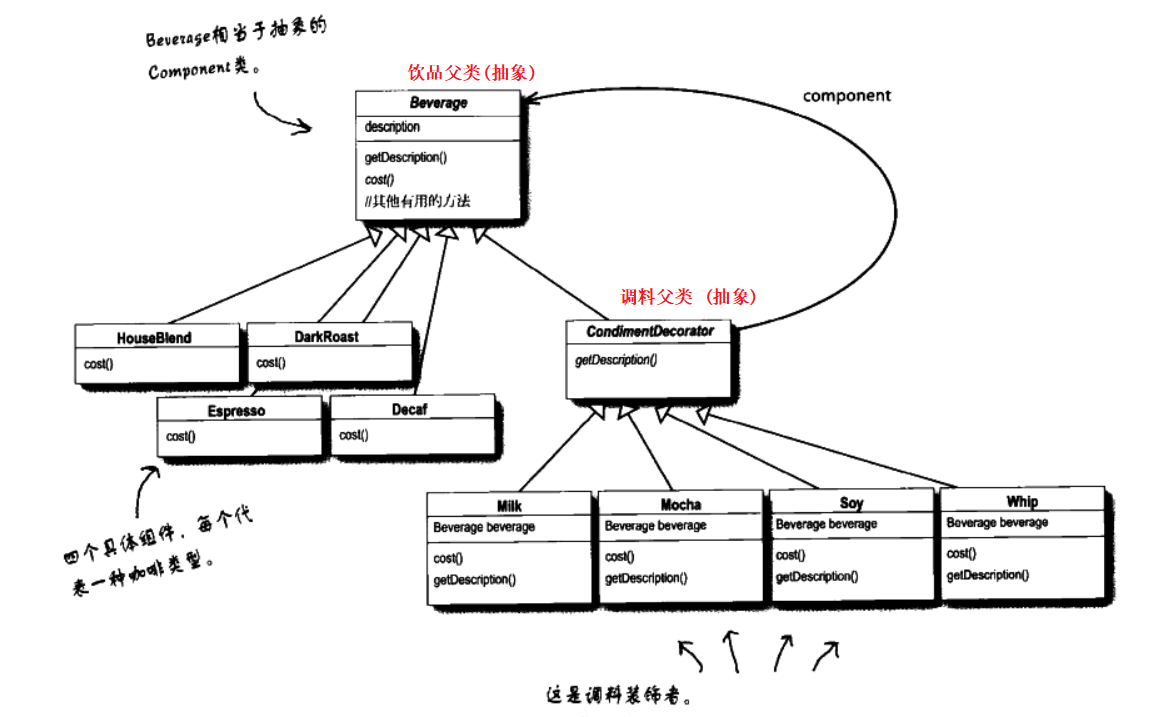 Beverage相当于抽象的
Component类。
饮品父类(抽象)
component
Beverage
description
getDescription()
cost()
//其他有用的方法
调料父类 (抽象)
HouseBlend
cost()
DarkRoast
cost()
CondimentDecorator
getDescription()
Espresso
cost()
Decaf
cost()
四个具体组件，每个代
表一种咖啡类型。
Milk
Beverage beverage
cost()
getDescription()
Mocha
Beverage beverage
cost()
getDescription()
Soy
Beverage beverage
cost()
getDescription()
Whip
Beverage beverage
cost()
getDescription()
这是调料装饰者。